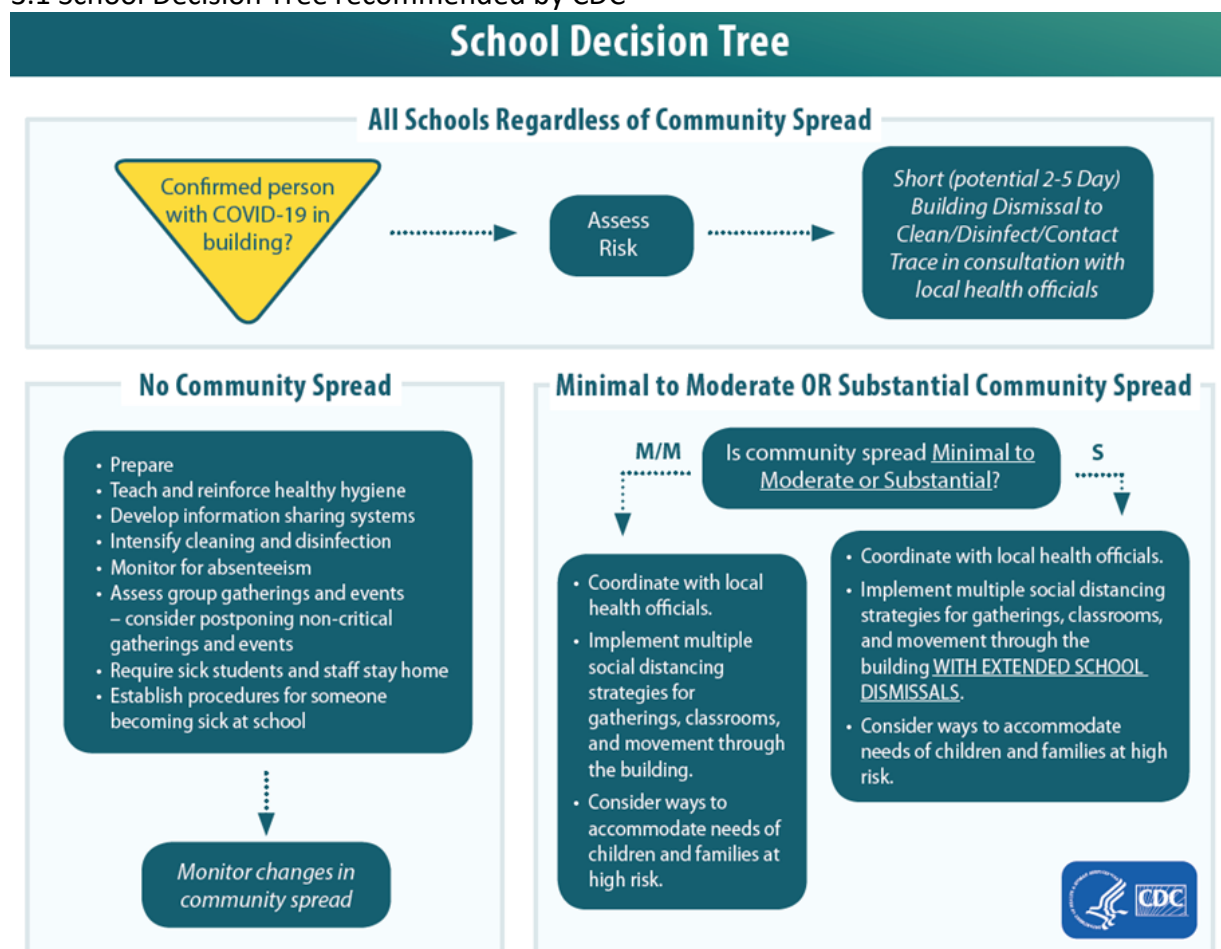 5.1 School Decision Tree recommended by CDC
School Decision Tree
All Schools Regardless of Community Spread
Confirmed person
with COVID-19 in
building?
Assess
Risk
Short (potential 2-5 Day)
Building Dismissal to
Clean/Disinfect/Contact
Trace in consultation with
local health officials
No Community Spread
• Prepare
• Teach and reinforce healthy hygiene
• Develop information sharing systems
• Intensify cleaning and disinfection
• Monitor for absenteeism
• Assess group gatherings and events
– consider postponing non-critical
gatherings and events
• Require sick students and staff stay home
• Establish procedures for someone
becoming sick at school
Monitor changes in
community spread
Minimal to Moderate OR Substantial Community Spread
Is community spread Minimal to
Moderate or Substantial?
M/M
• Coordinate with local
health officials.
• Implement multiple
social distancing
strategies for
gatherings, classrooms,
and movement through
the building.
• Consider ways to
accommodate needs of
children and families at
high risk.
S
• Coordinate with local health officials.
• Implement multiple social distancing
strategies for gatherings, classrooms,
and movement through the
building WITH EXTENDED SCHOOL
DISMISSALS.
• Consider ways to accommodate
needs of children and families at high
risk.
CDC